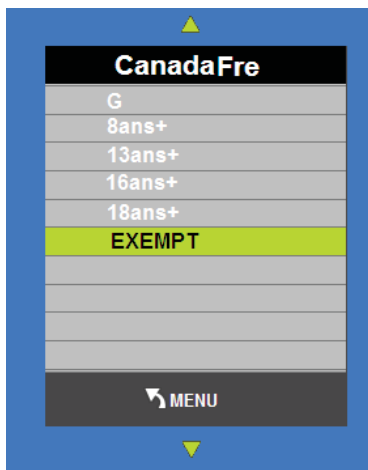 CanadaFre
G
8ans+
13ans+
16ans+
18ans+
EXEMPT
MENU